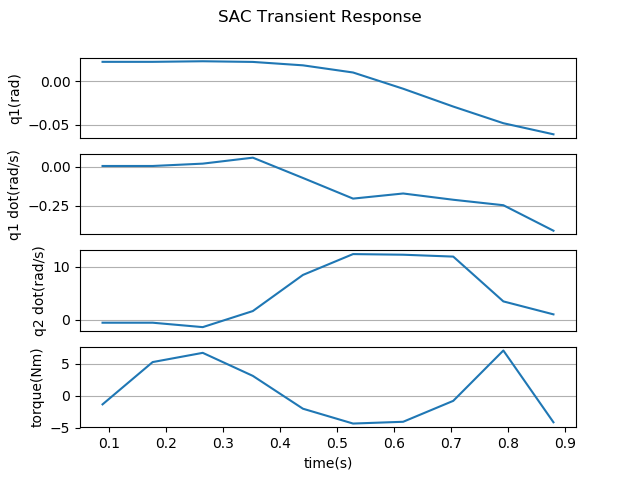 SAC Transient Response
0.00
−0.05
q1(rad)
0.00
−0.25
q1 dot(rad/s)
10
0
q2 dot(rad/s)
5
0
−5
torque(Nm)
0.1 0.2 0.3 0.4 0.5 0.6 0.7 0.8 0.9
time(s)